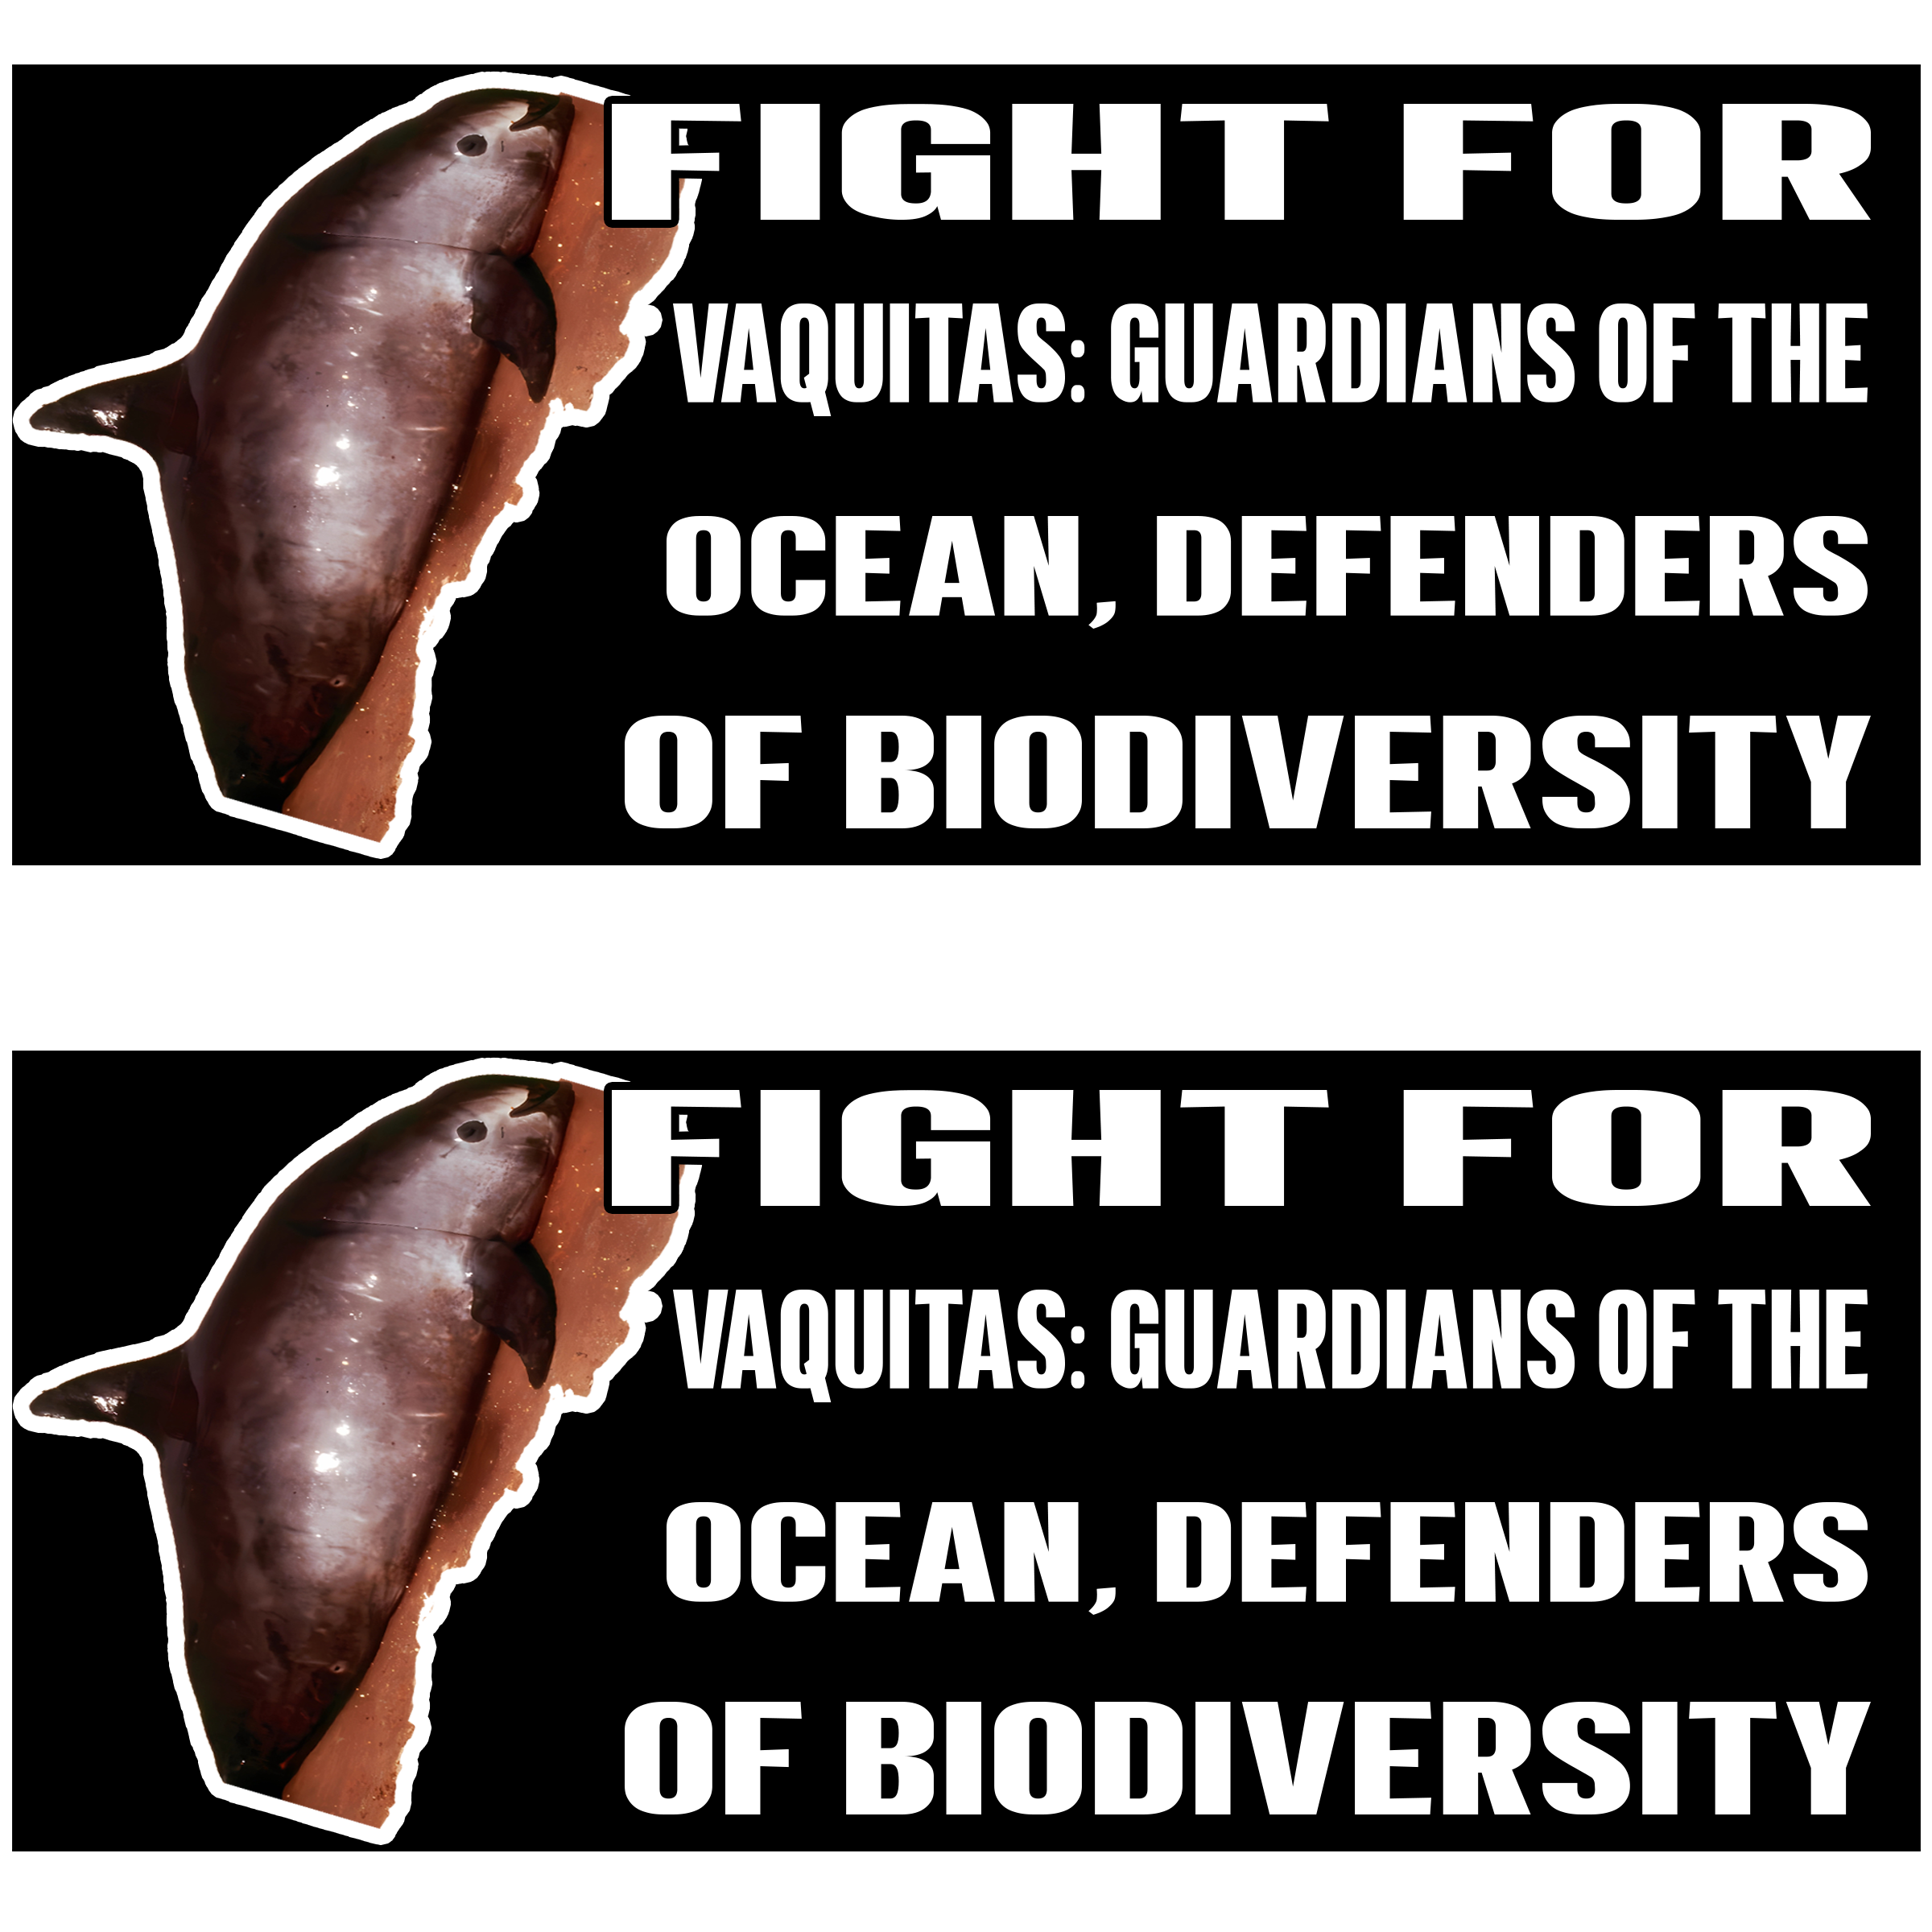 FIGHT FOR
VAQUITAS: GUARDIANS OF THE
OCEAN, DEFENDERS
OF BIODIVERSITY
FIGHT FOR
VAQUITAS: GUARDIANS OF THE
OCEAN, DEFENDERS
OF BIODIVERSITY